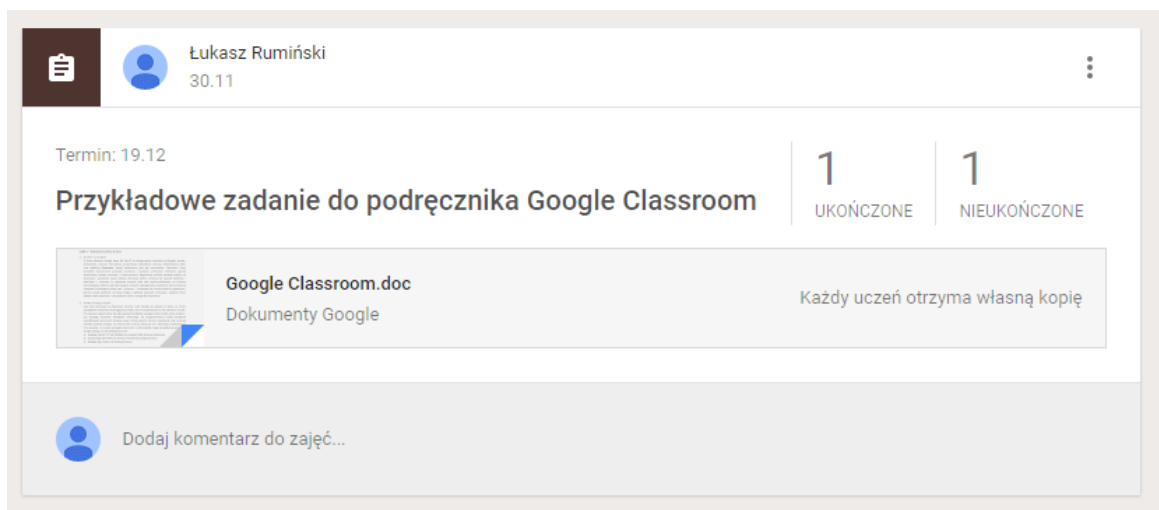 Łukasz Rumiński
30.11
Termin: 19.12
Przykładowe zadanie do podręcznika Google Classroom
1
UKOŃCZONE
1
NIEUKOŃCZONE
Google Classroom.doc
Dokumenty Google
Każdy uczeń otrzyma własną kopię
Dodaj komentarz do zajęć...